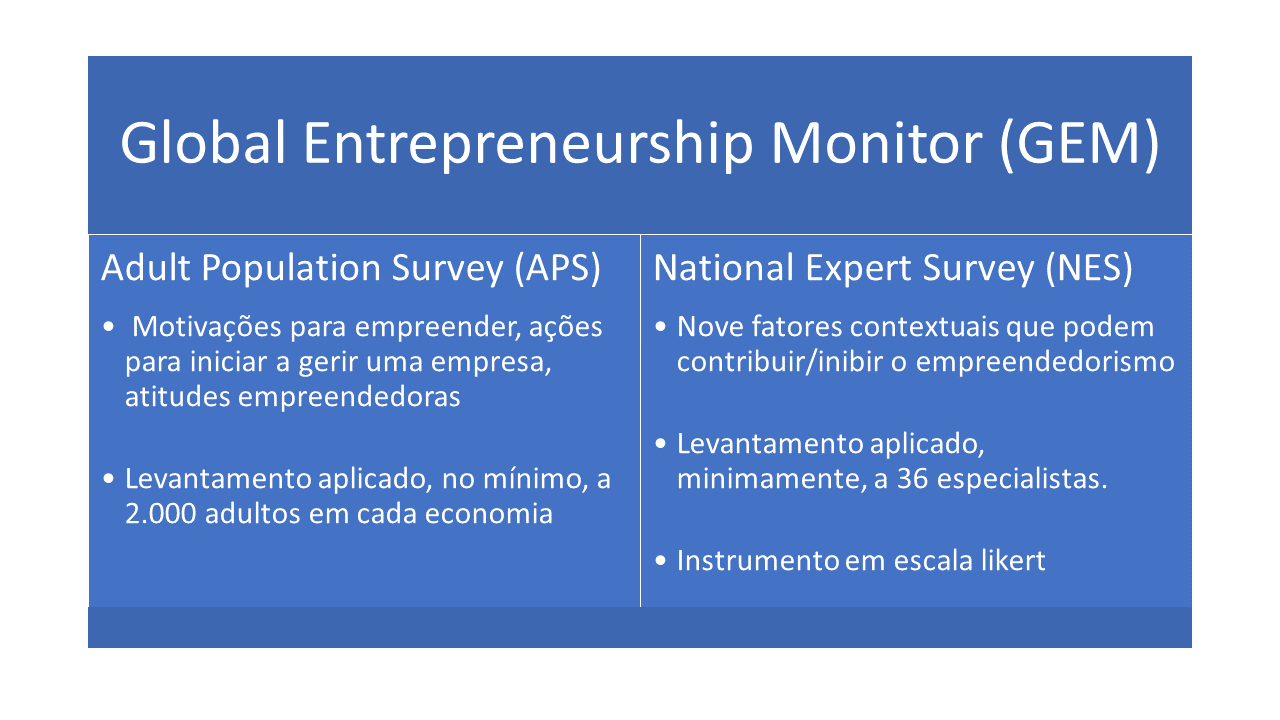 Global Entrepreneurship Monitor (GEM)
Adult Population Survey (APS)
• Motivações para empreender, ações
para iniciar a gerir uma empresa,
atitudes empreendedoras
• Levantamento aplicado, no mínimo, a
2.000 adultos em cada economia
National Expert Survey (NES)
• Nove fatores contextuais que podem
contribuir/inibir o empreendedorismo
• Levantamento aplicado,
minimamente, a 36 especialistas.
• Instrumento em escala likert